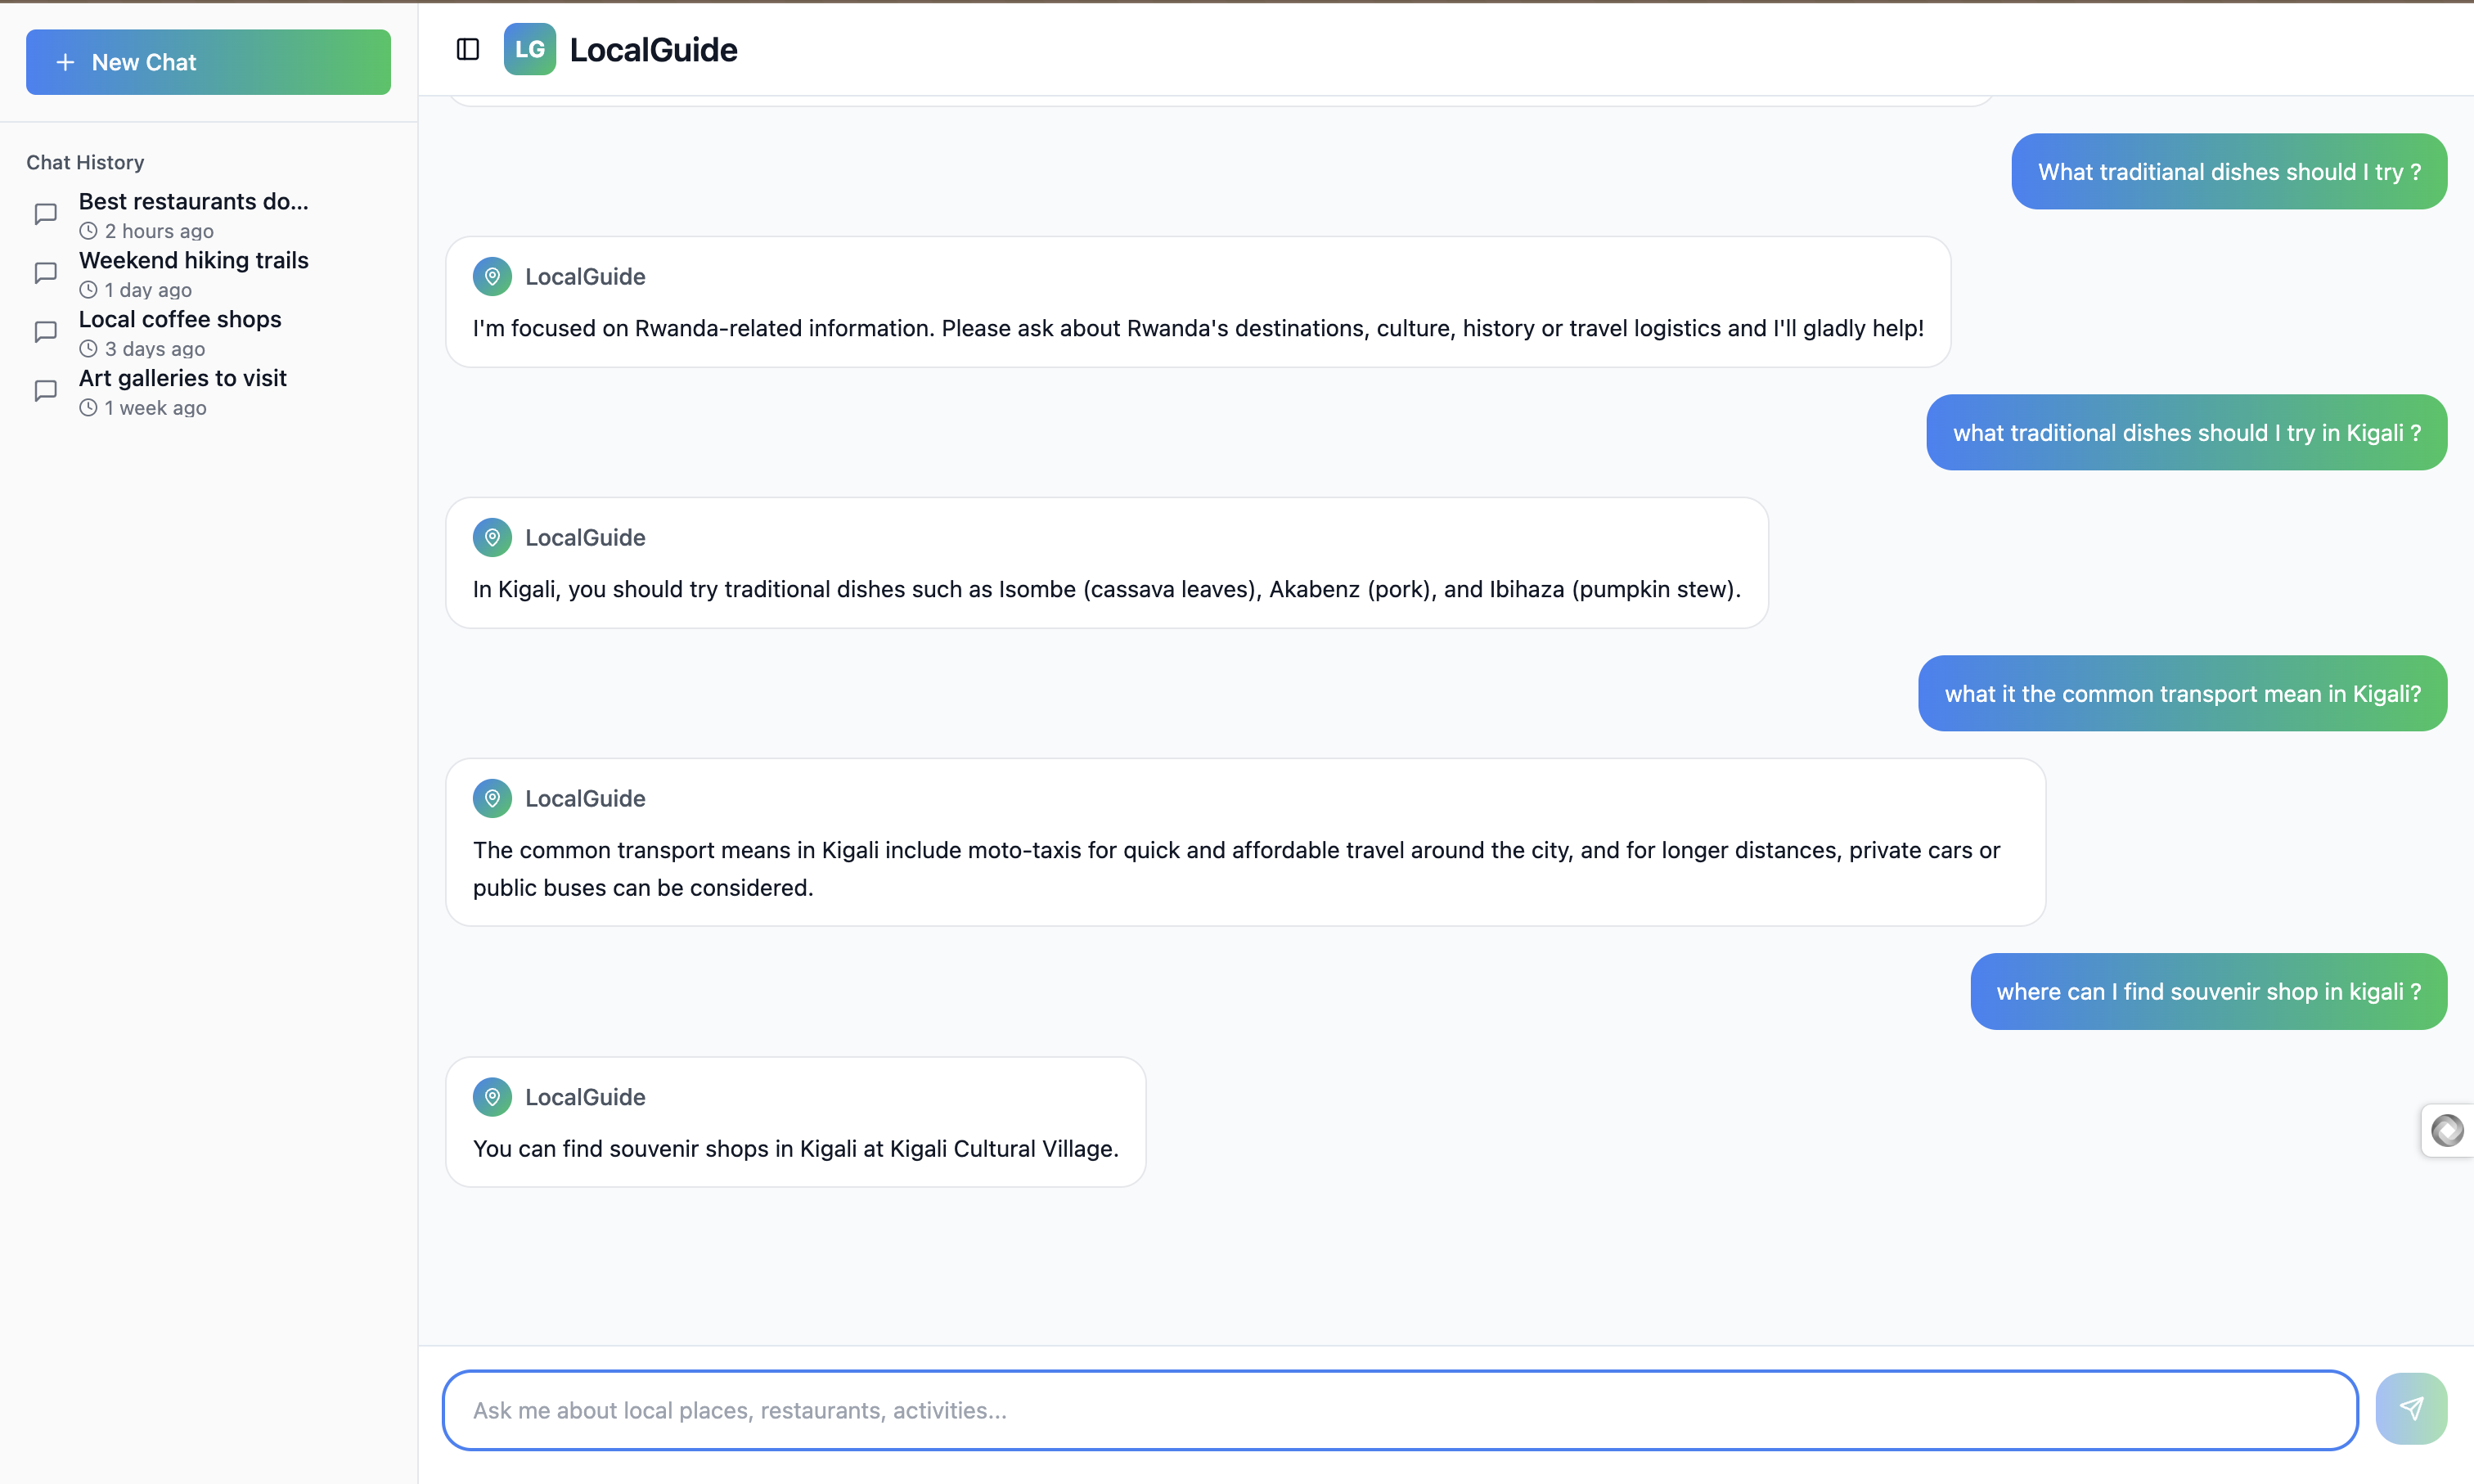 New Chat
Chat History
Best restaurants do...
2 hours ago
Weekend hiking trails
1 day ago
Local coffee shops
3 days ago
Art galleries to visit
1 week ago
LG LocalGuide
What traditianal dishes should I try ?
LocalGuide
I'm focused on Rwanda-related information. Please ask about Rwanda's destinations, culture, history or travel logistics and I'll gladly help!
what traditional dishes should I try in Kigali ?
LocalGuide
In Kigali, you should try traditional dishes such as Isombe (cassava leaves), Akabenz (pork), and Ibihaza (pumpkin stew).
what it the common transport mean in Kigali?
LocalGuide
The common transport means in Kigali include moto-taxis for quick and affordable travel around the city, and for longer distances, private cars or
public buses can be considered.
where can I find souvenir shop in kigali ?
LocalGuide
You can find souvenir shops in Kigali at Kigali Cultural Village.
Ask me about local places, restaurants, activities...